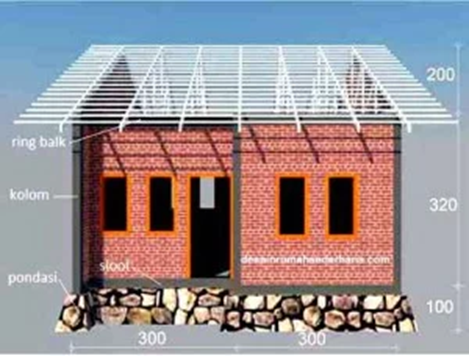 200
ring balk
kolom
320
desainrumahsederhana.com
sloof
pondasi
100
300
300